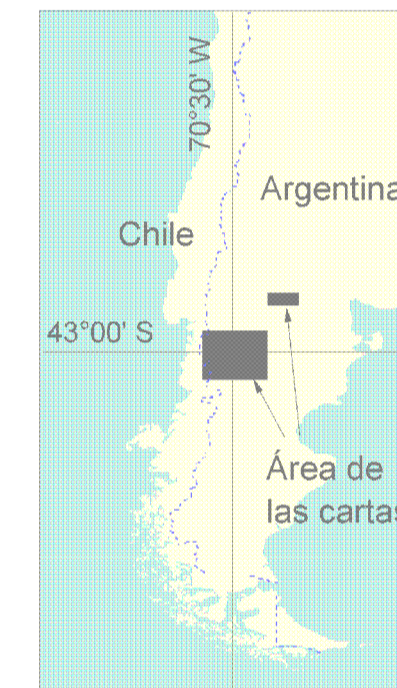 70°30' W
Argentina
Chile
43°00' S
Área de
las cartas